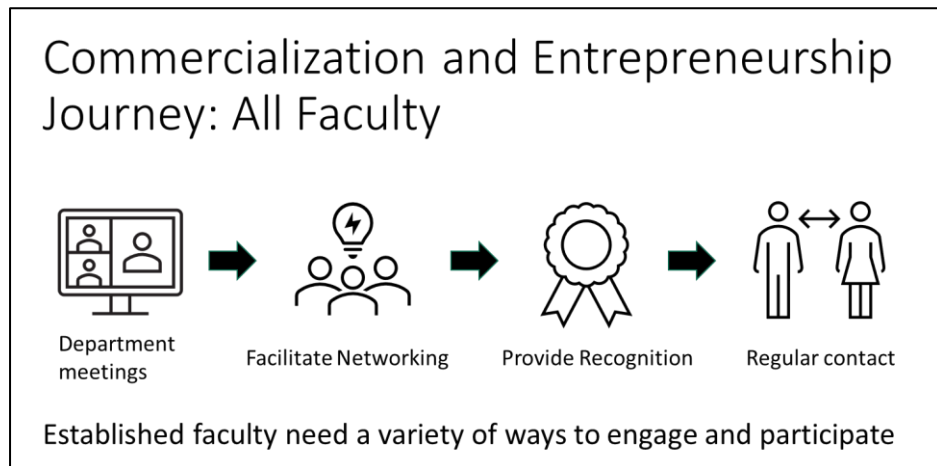 Commercialization and Entrepreneurship
Journey: All Faculty
Department
meetings
Facilitate Networking
Provide Recognition
Regular contact
Established faculty need a variety of ways to engage and participate